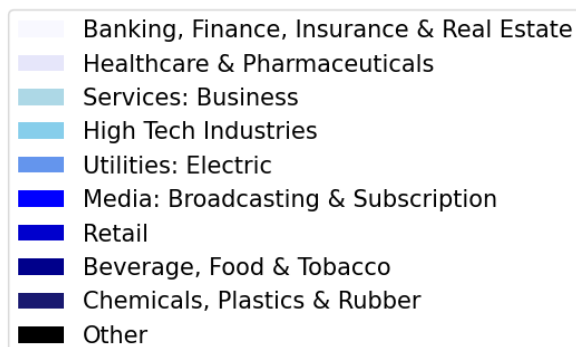 Banking, Finance, Insurance & Real Estate
Healthcare & Pharmaceuticals
Services: Business
High Tech Industries
Utilities: Electric
Media: Broadcasting & Subscription
Retail
Beverage, Food & Tobacco
Chemicals, Plastics & Rubber
Other